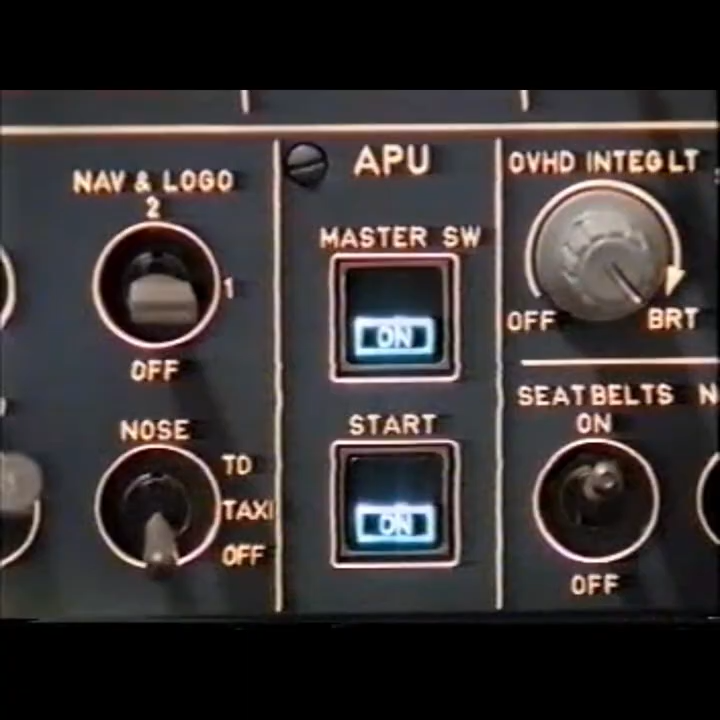 NAV & LOGO
2
1
OFF
NOSE
TO
TAXI
OFF
APU
MASTER SW
ON
START
ON
OVHD INTEG LT
OFF
BRT
SEAT BELTS
ON
OFF
N